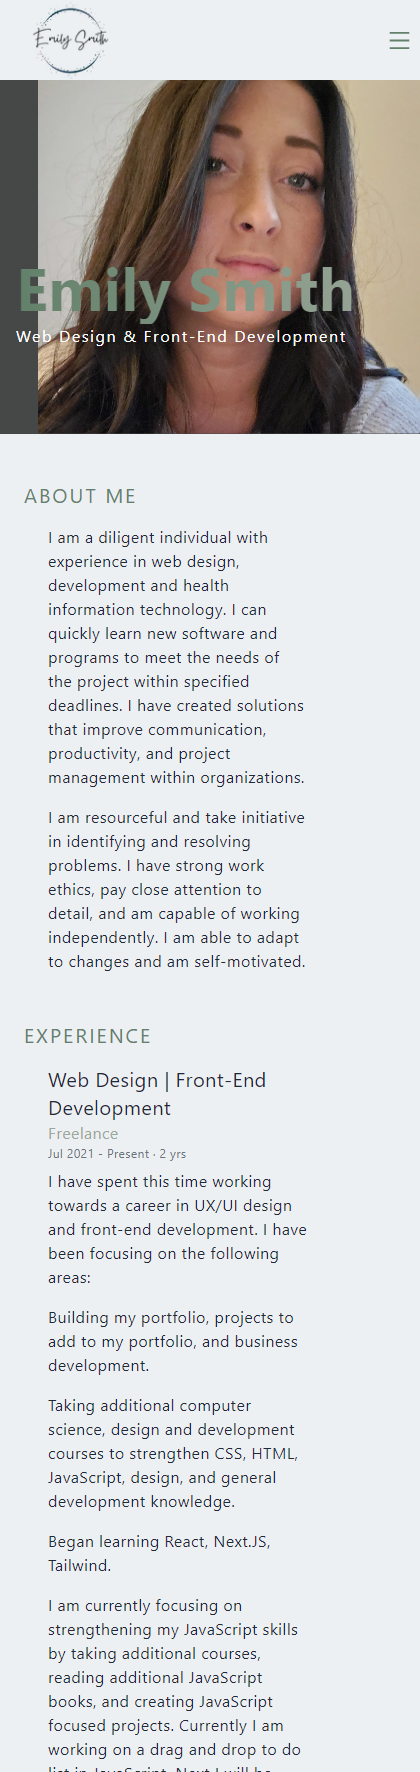 Emily Smith
Emily Smith
Web Design & Front-End Development
ABOUT ME
I am a diligent individual with
experience in web design,
development and health
information technology. I can
quickly learn new software and
programs to meet the needs of
the project within specified
deadlines. I have created solutions
that improve communication,
productivity, and project
management within organizations.
I am resourceful and take initiative
in identifying and resolving
problems. I have strong work
ethics, pay close attention to
detail, and am capable of working
independently. I am able to adapt
to changes and am self-motivated.
EXPERIENCE
Web Design | Front-End
Development
Freelance
Jul 2021 - Present · 2 yrs
I have spent this time working
towards a career in UX/UI design
and front-end development. I have
been focusing on the following
areas:
Building my portfolio, projects to
add to my portfolio, and business
development.
Taking additional computer
science, design and development
courses to strengthen CSS, HTML,
JavaScript, design, and general
development knowledge.
Began learning React, Next.JS,
Tailwind.
I am currently focusing on
strengthening my JavaScript skills
by taking additional courses,
reading additional JavaScript
books, and creating JavaScript
focused projects. Currently I am
working on a drag and drop to do
list in JavaScript. Next I will be